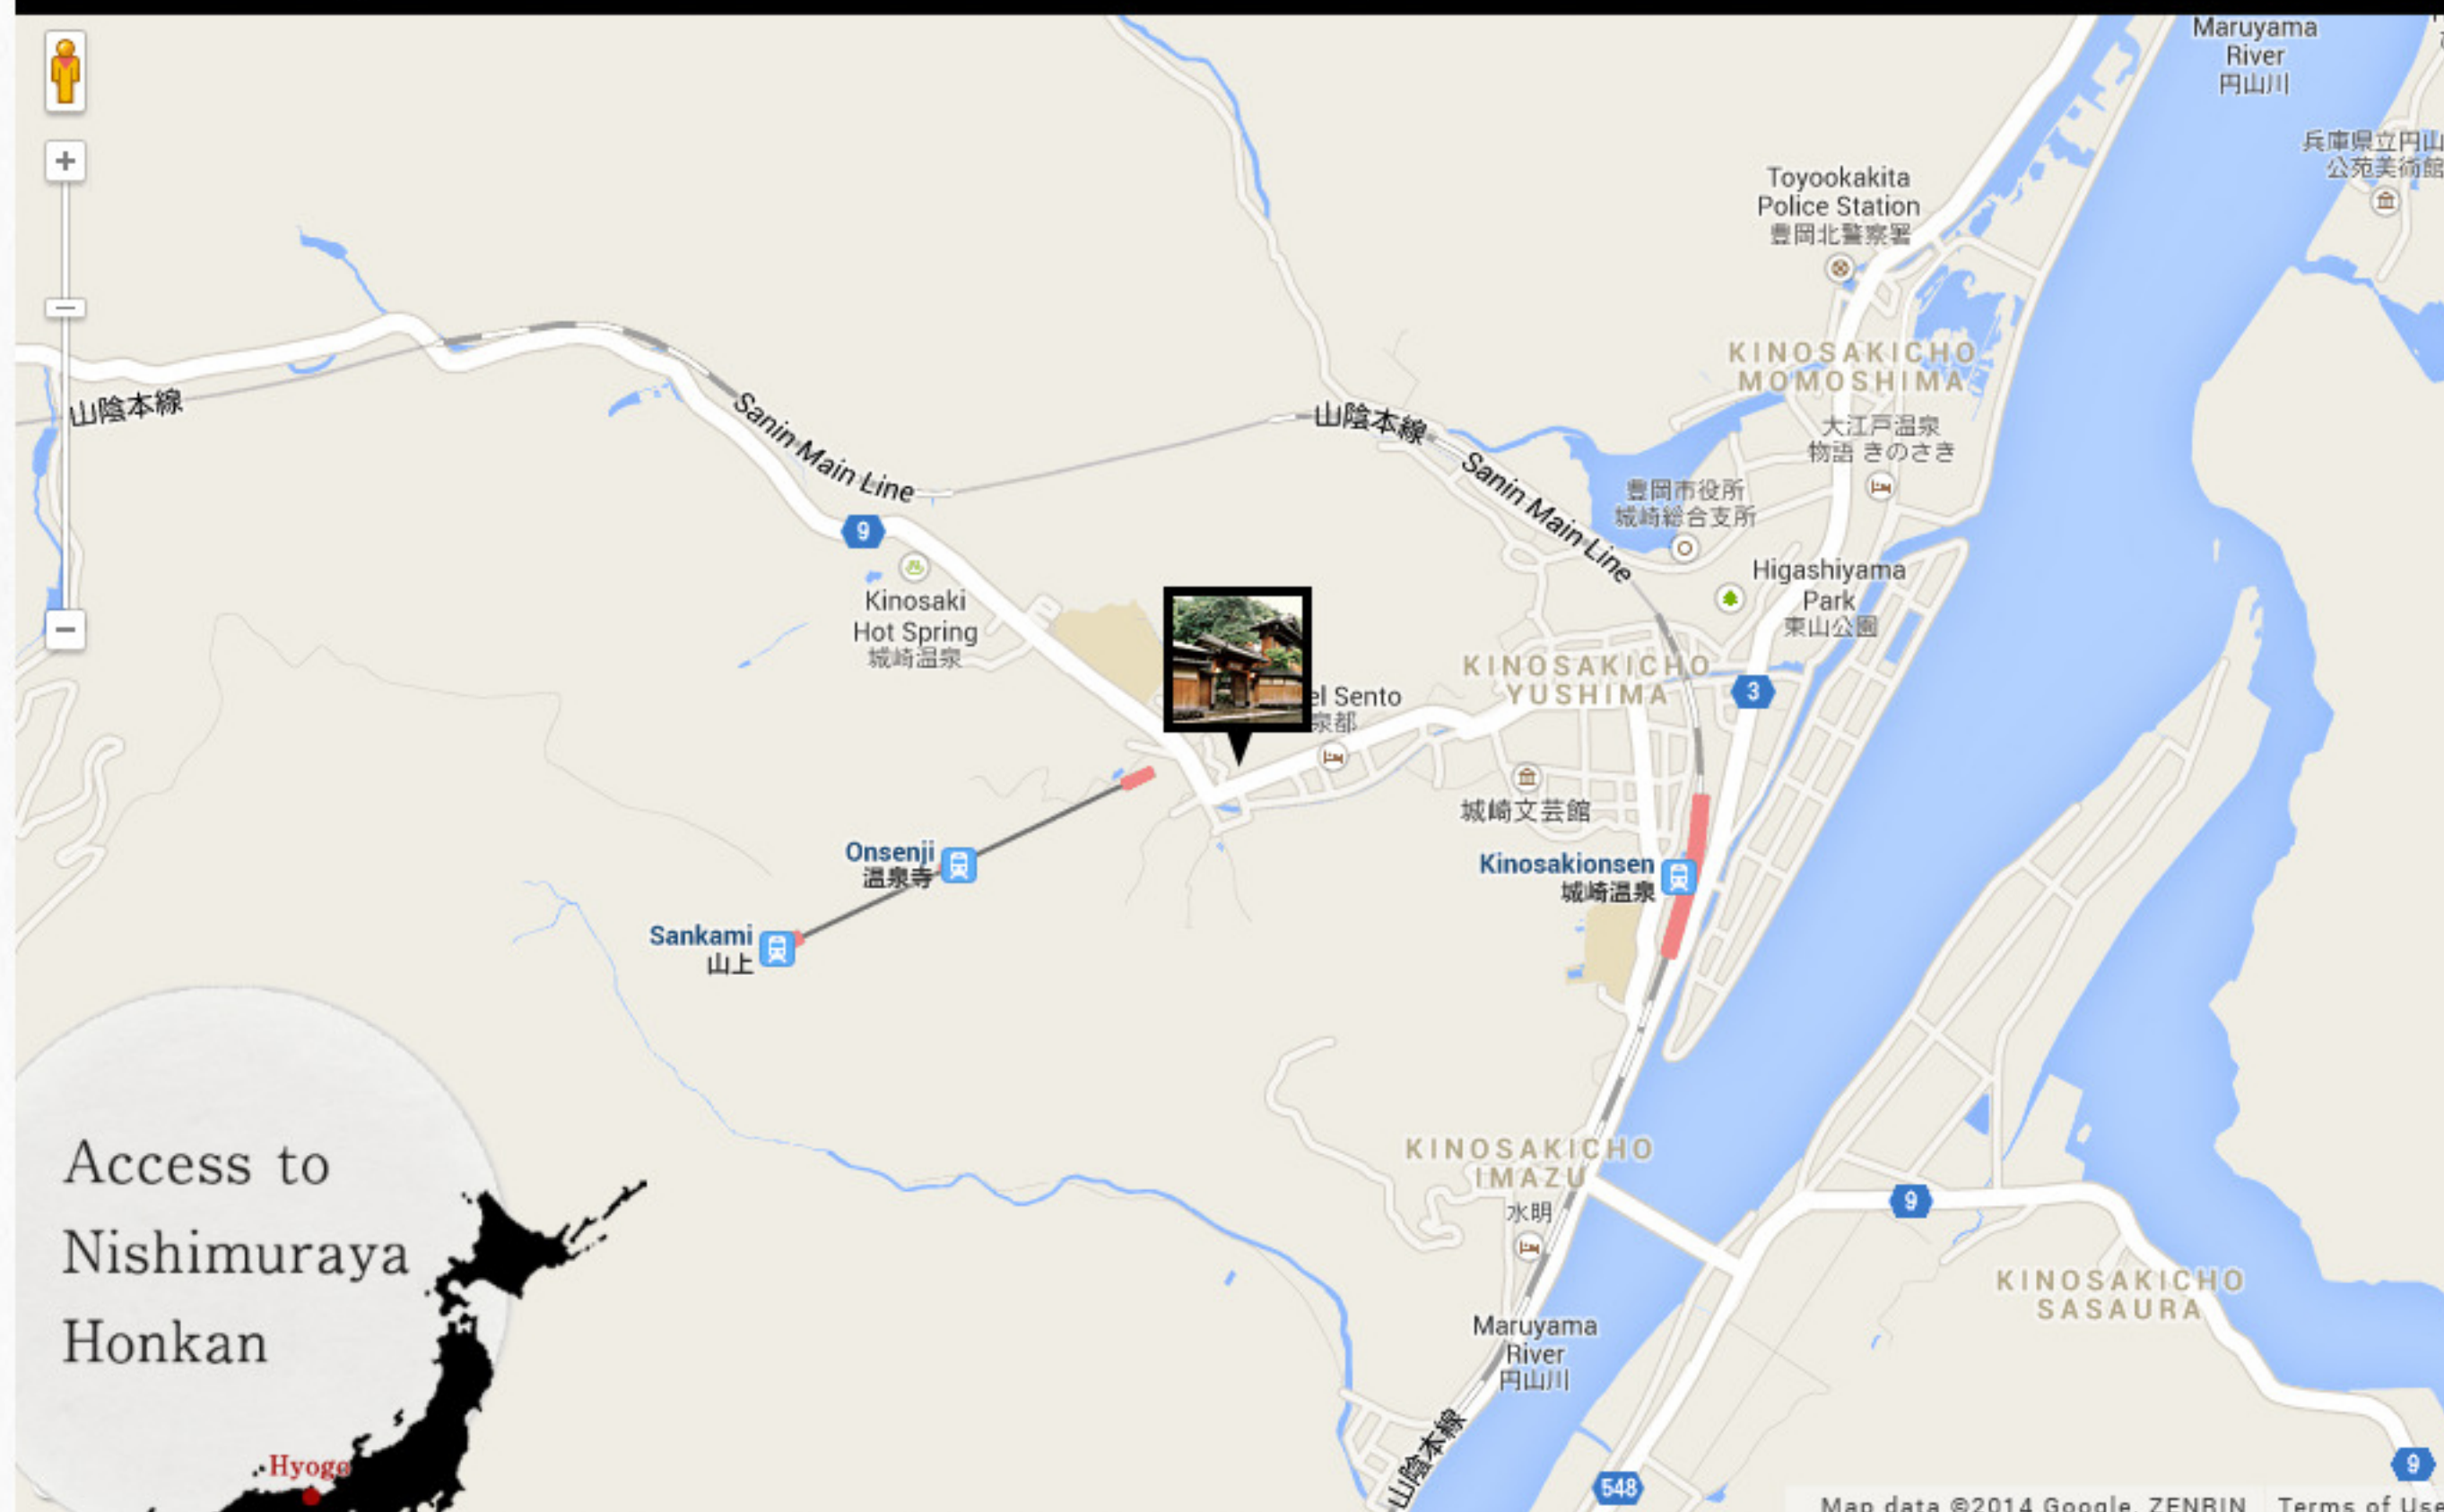 Maruyama
River
円山川
兵庫県立円山
公苑美術館
Toyookakita
Police Station
豊岡北警察署
KINOSAKICHO
MOMOSHIMA
山陰本線
Sanin Main Line
山陰本線
Sanin Main Line
大江戸温泉
物語 きのさき
豊岡市役所
城崎総合支所
9
Kinosaki
Hot Spring
城崎温泉
Higashiyama
Park
東山公園
KINOSAKICHO
YUSHIMA
3
el Sento
泉都
城崎文芸館
Onsenji
温泉寺
Kinosakionsen
城崎温泉
Sankami
山上
KINOSAKICHO
IMAZU
水明
9
KINOSAKICHO
SASAURA
Maruyama
River
円山川
山陰本線
548
9
Access to
Nishimuraya
Honkan
Hyogo
Map data ©2014 Google, ZENRIN
Terms of Use